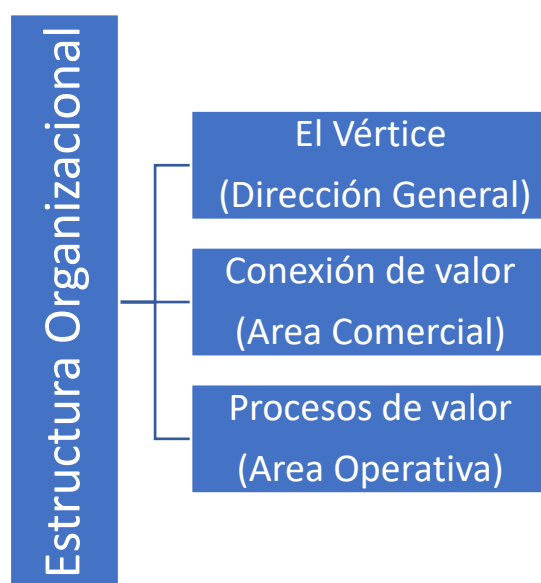 Estructura Organizacional
El Vértice
(Dirección General)
Conexión de valor
(Area Comercial)
Procesos de valor
(Area Operativa)